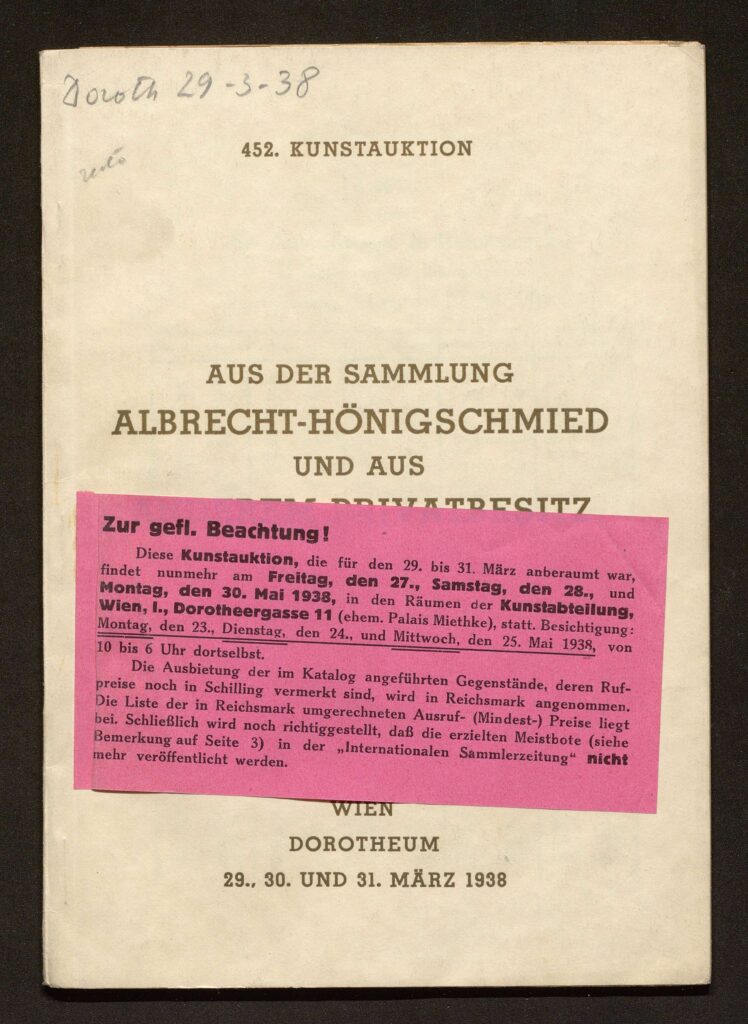 Doroth 29-3-38
452. KUNSTAUKTION
AUS DER SAMMLUNG
ALBRECHT-HÖNIGSCHMIED
UND AUS
PRIVATBESITZ
Zur gefl. Beachtung!
Diese Kunstauktion, die für den 29. bis 31. März anberaumt war,
findet nunmehr am Freitag, den 27., Samstag, den 28., und
Montag, den 30. Mai 1938, in den Räumen der Kunstabteilung,
Wien, I., Dorotheergasse 11 (ehem. Palais Miethke), statt. Besichtigung:
Montag, den 23., Dienstag, den 24., und Mittwoch, den 25. Mai 1938, von
10 bis 6 Uhr dortselbst.
Die Ausbietung der im Katalog angeführten Gegenstände, deren Ruf-
preise noch in Schilling vermerkt sind, wird in Reichsmark angenommen.
Die Liste der in Reichsmark umgerechneten Ausruf- (Mindest-) Preise liegt
bei. Schließlich wird noch richtiggestellt, daß die erzielten Meistbote (siehe
Bemerkung auf Seite 3) in der „Internationalen Sammlerzeitung“ nicht
mehr veröffentlicht werden.
WIEN
DOROTHEUM
29., 30. UND 31. MÄRZ 1938